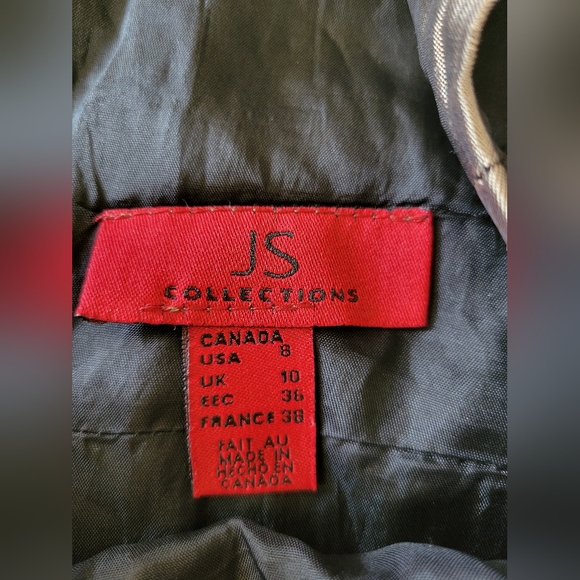 JS
COLLECTIONS
CANADA
USA 8
UK 10
EEC 36
FRANCE 38
FAIT AU
MADE IN
HECHO EN
CANADA